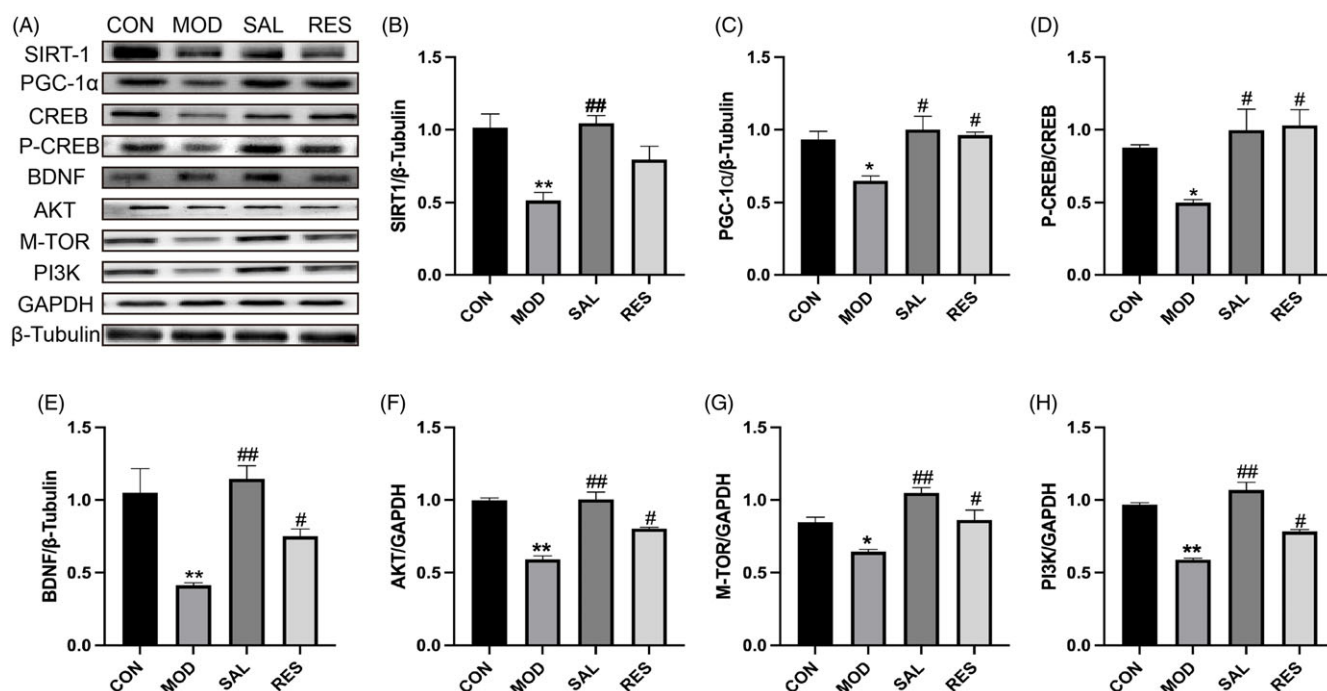 (A)
CON MOD SAL RES
SIRT-1
PGC-1α
CREB
P-CREB
BDNF
AKT
M-TOR
PI3K
GAPDH
β-Tubulin
(B)
SIRT1/β-Tubulin
1.5
1.0
0.5
0.0
**
##
CON MOD SAL RES
(C)
PGC-1α/β-Tubulin
1.5
1.0
0.5
0.0
*
#
#
CON MOD SAL RES
(D)
P-CREB/CREB
1.5
1.0
0.5
0.0
*
#
#
CON MOD SAL RES
(E)
BDNF/β-Tubulin
1.5
1.0
0.5
0.0
**
##
#
CON MOD SAL RES
(F)
AKT/GAPDH
1.5
1.0
0.5
0.0
**
##
#
CON MOD SAL RES
(G)
M-TOR/GAPDH
1.5
1.0
0.5
0.0
*
##
#
CON MOD SAL RES
(H)
PI3K/GAPDH
1.5
1.0
0.5
0.0
**
##
#
CON MOD SAL RES